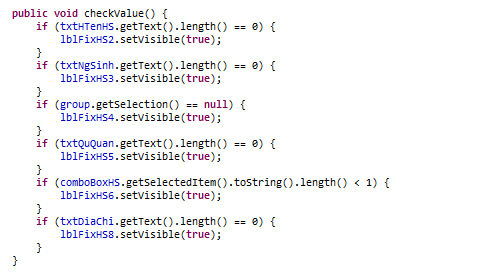 public void checkValue() {
    if (txtHTenHS.getText().length() == 0) {
        lblFixHS2.setVisible(true);
    }
    if (txtNgSinh.getText().length() == 0) {
        lblFixHS3.setVisible(true);
    }
    if (group.getSelection() == null) {
        lblFixHS4.setVisible(true);
    }
    if (txtQuQuan.getText().length() == 0) {
        lblFixHS5.setVisible(true);
    }
    if (comboBoxHS.getSelectedItem().toString().length() < 1) {
        lblFixHS6.setVisible(true);
    }
    if (txtDiaChi.getText().length() == 0) {
        lblFixHS8.setVisible(true);
    }
}